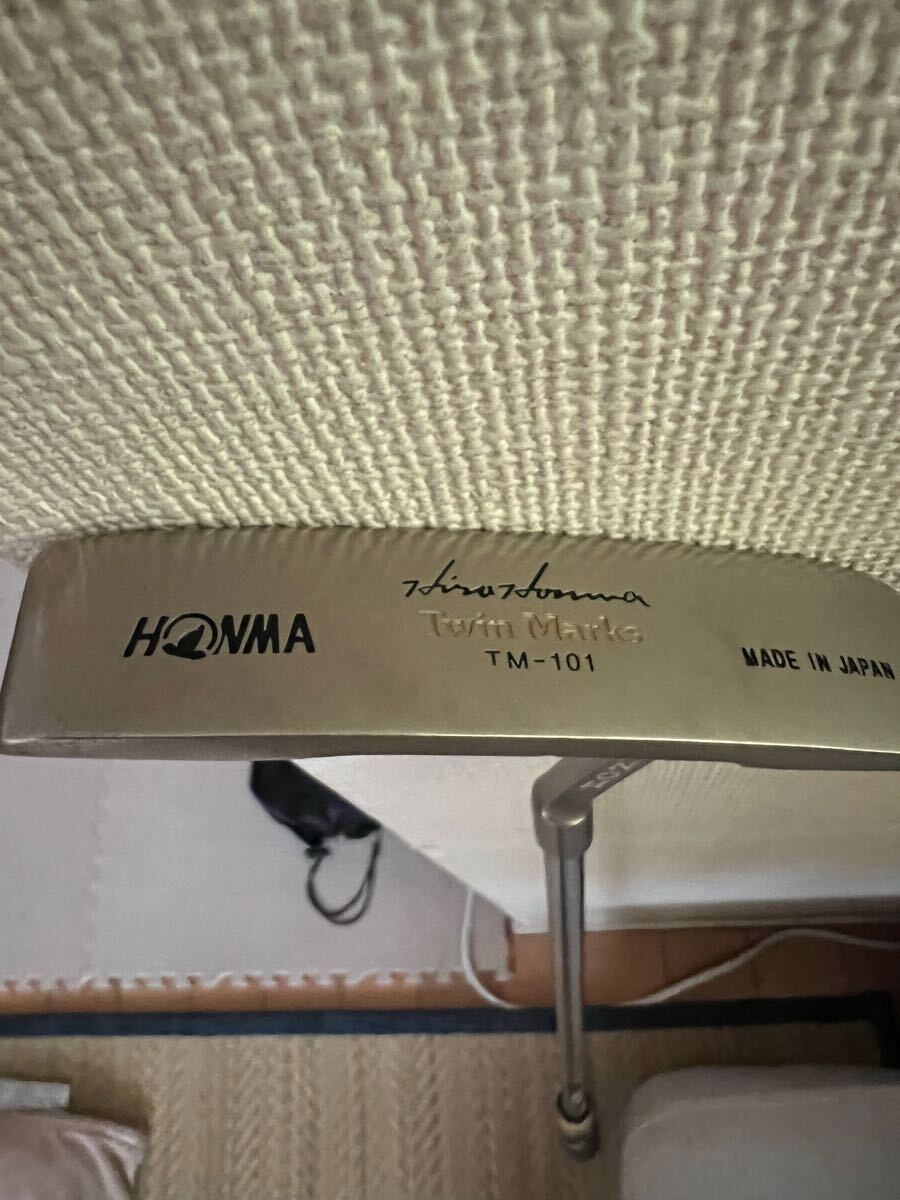 Hiro Honma
HONMA
Twin Marks
TM-101
MADE IN JAPAN